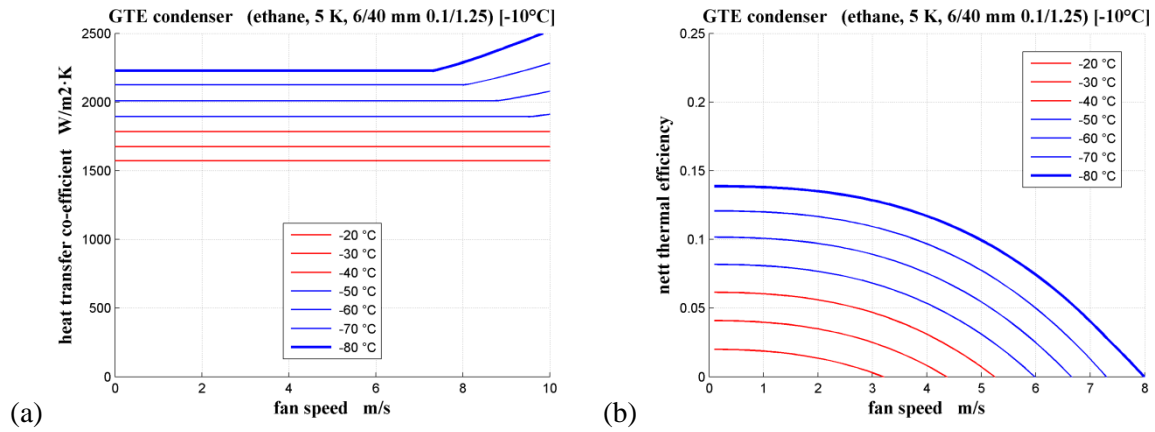 GTE condenser (ethane, 5 K, 6/40 mm 0.1/1.25) [-10°C]
heat transfer co-efficient W/m2·K
2500
2000
1500
1000
500
0
-20 °C
-30 °C
-40 °C
-50 °C
-60 °C
-70 °C
-80 °C
0 2 4 6 8 10
fan speed m/s
(a)
GTE condenser (ethane, 5 K, 6/40 mm 0.1/1.25) [-10°C]
nett thermal efficiency
0.25
0.2
0.15
0.1
0.05
0
-20 °C
-30 °C
-40 °C
-50 °C
-60 °C
-70 °C
-80 °C
0 1 2 3 4 5 6 7 8
fan speed m/s
(b)